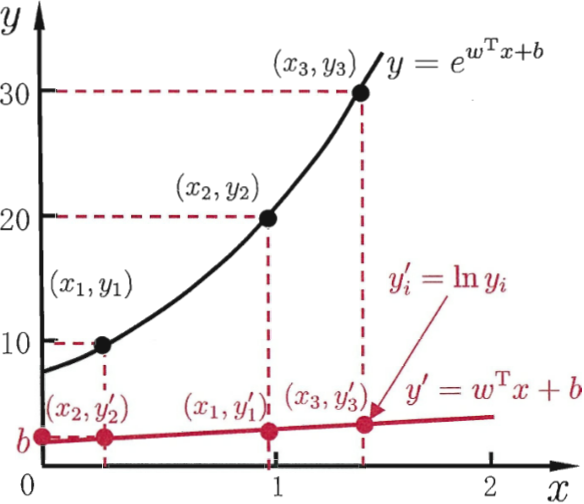 y
(x₃, y₃)
y = e^{wᵀx+b}
30
(x₂, y₂)
20
(x₁, y₁)
y′ᵢ = ln yᵢ
10
(x₂, y′₂)
(x₁, y′₁)
(x₃, y′₃)
y′ = wᵀx + b
b
0
1
2
x